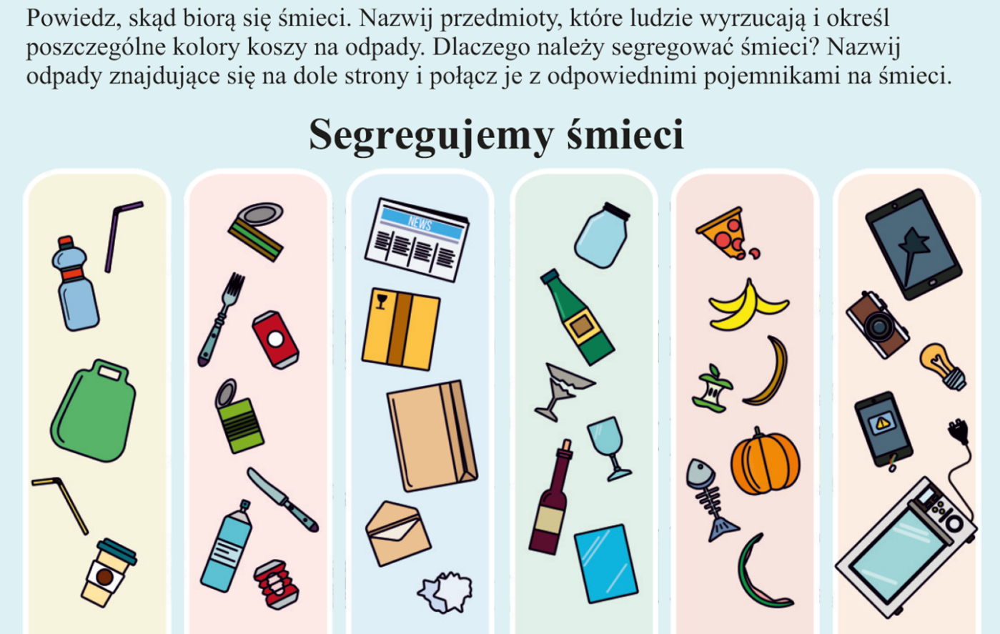 Powiedz, skąd biorą się śmieci. Nazwij przedmioty, które ludzie wyrzucają i określ
poszczególne kolory koszy na odpady. Dlaczego należy segregować śmieci? Nazwij
odpady znajdujące się na dole strony i połącz je z odpowiednimi pojemnikami na śmieci.
Segregujemy śmieci
NEWS